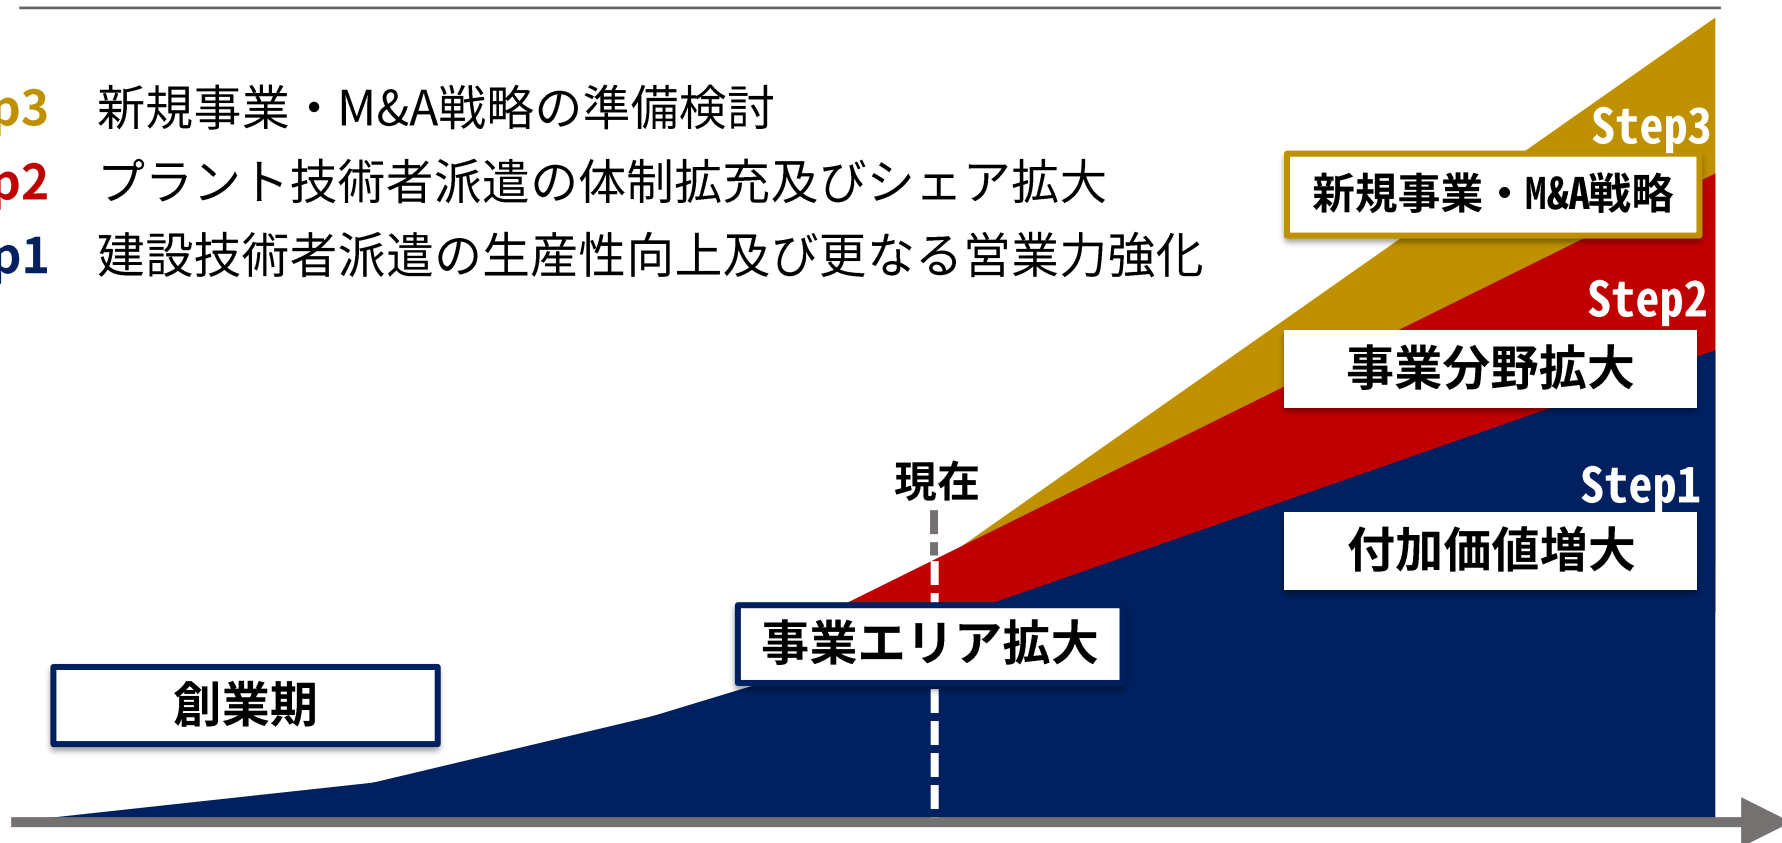 p3 新規事業・M&A戦略の準備検討
p2 プラント技術者派遣の体制拡充及びシェア拡大
p1 建設技術者派遣の生産性向上及び更なる営業力強化
Step3
新規事業・M&A戦略
Step2
事業分野拡大
現在
Step1
付加価値増大
事業エリア拡大
創業期